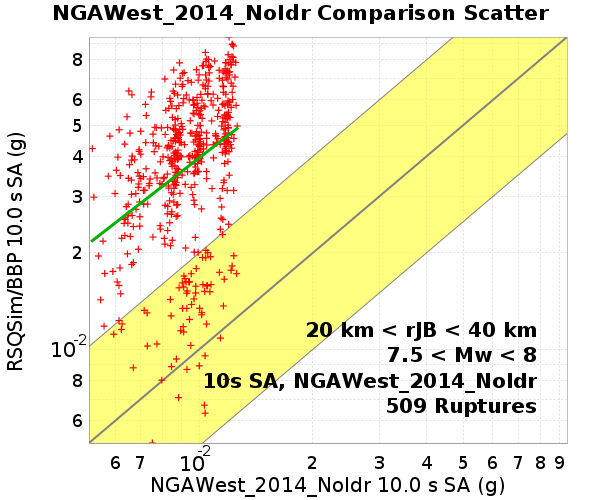 NGAWest_2014_NoIdr Comparison Scatter
RSQSim/BBP 10.0 s SA (g)
8
6
5
4
3
2
10-2
8
6
20 km < rJB < 40 km
7.5 < Mw < 8
10s SA, NGAWest_2014_NoIdr
509 Ruptures
6 7 10-2 2 3 4 5 6 7 8 9
NGAWest_2014_NoIdr 10.0 s SA (g)